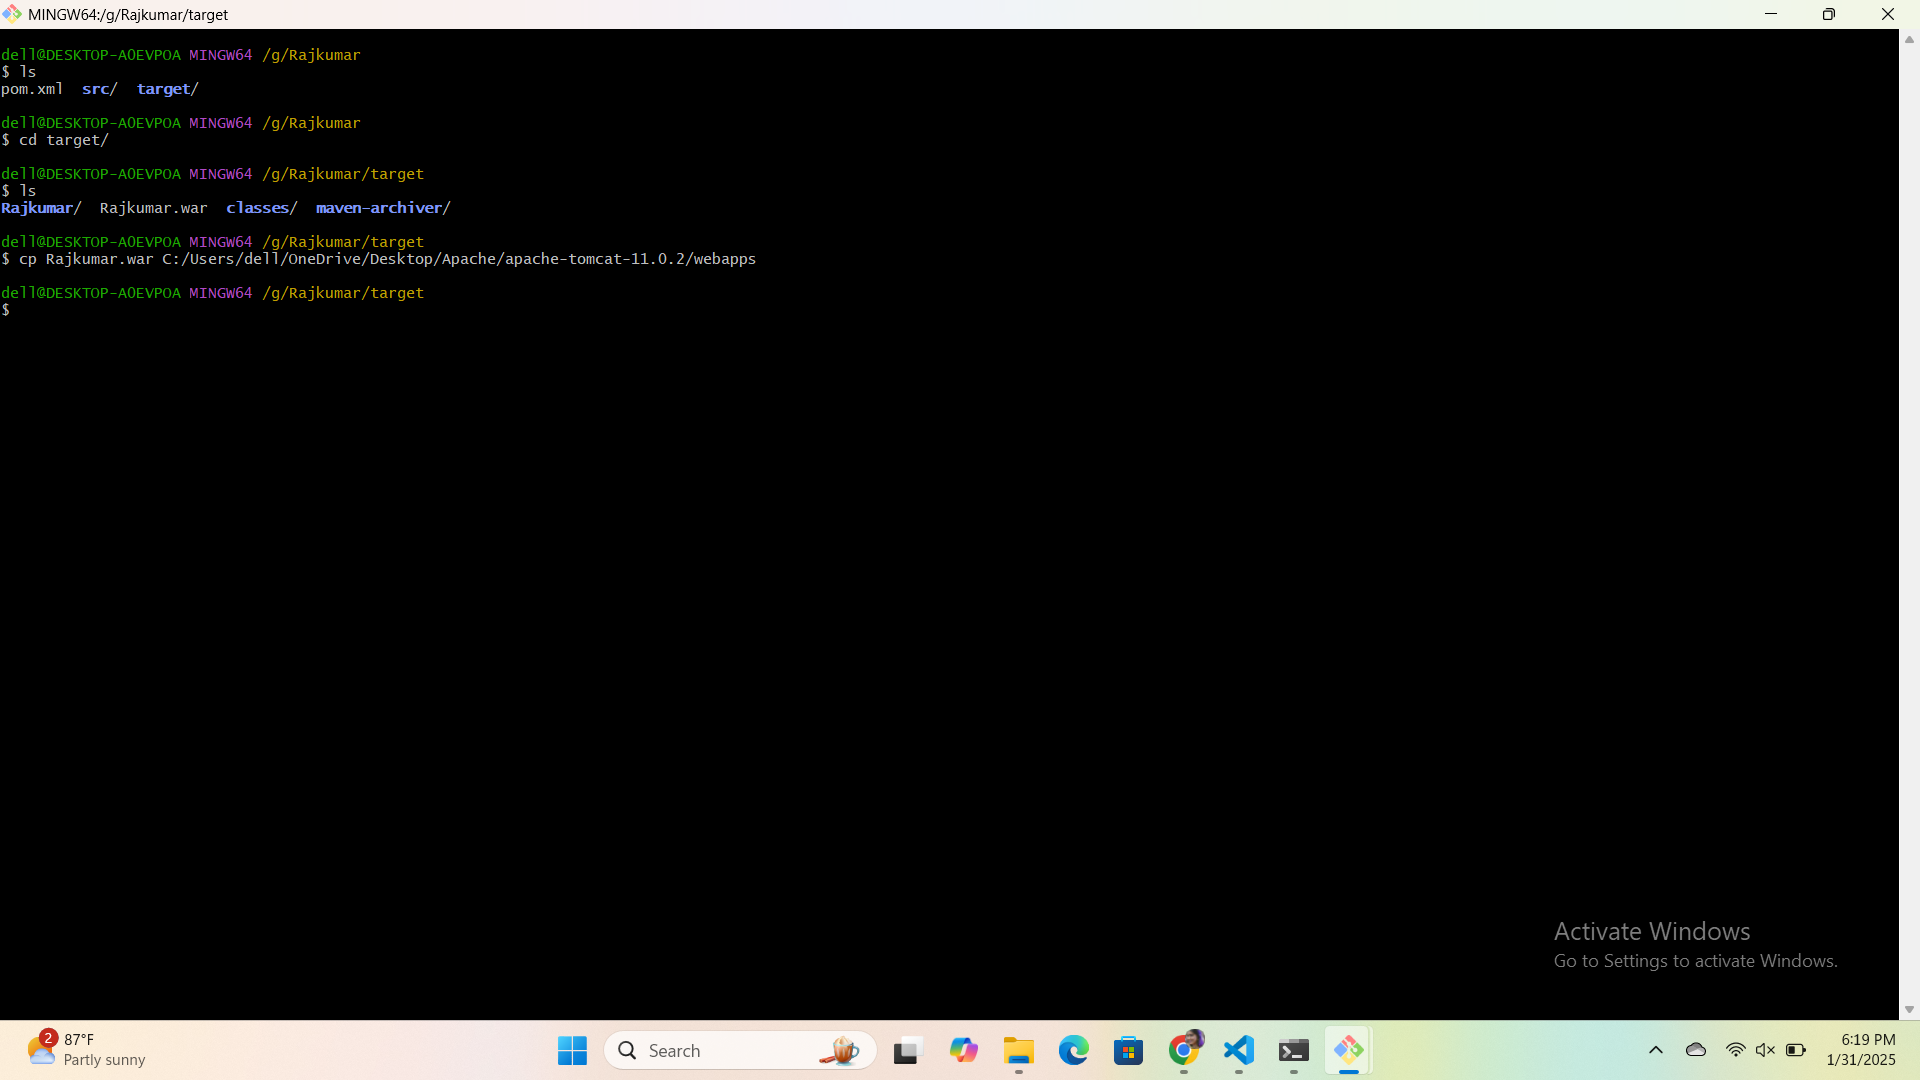 MINGW64:/g/Rajkumar/target
dell@DESKTOP-AOEVPOA MINGW64 /g/Rajkumar
$ ls
pom.xml  src/  target/
dell@DESKTOP-AOEVPOA MINGW64 /g/Rajkumar
$ cd target/
dell@DESKTOP-AOEVPOA MINGW64 /g/Rajkumar/target
$ ls
Rajkumar/  Rajkumar.war  classes/  maven-archiver/
dell@DESKTOP-AOEVPOA MINGW64 /g/Rajkumar/target
$ cp Rajkumar.war C:/Users/dell/OneDrive/Desktop/Apache/apache-tomcat-11.0.2/webapps
dell@DESKTOP-AOEVPOA MINGW64 /g/Rajkumar/target
$
Activate Windows
Go to Settings to activate Windows.
2
87°F
Partly sunny
Search
6:19 PM
1/31/2025